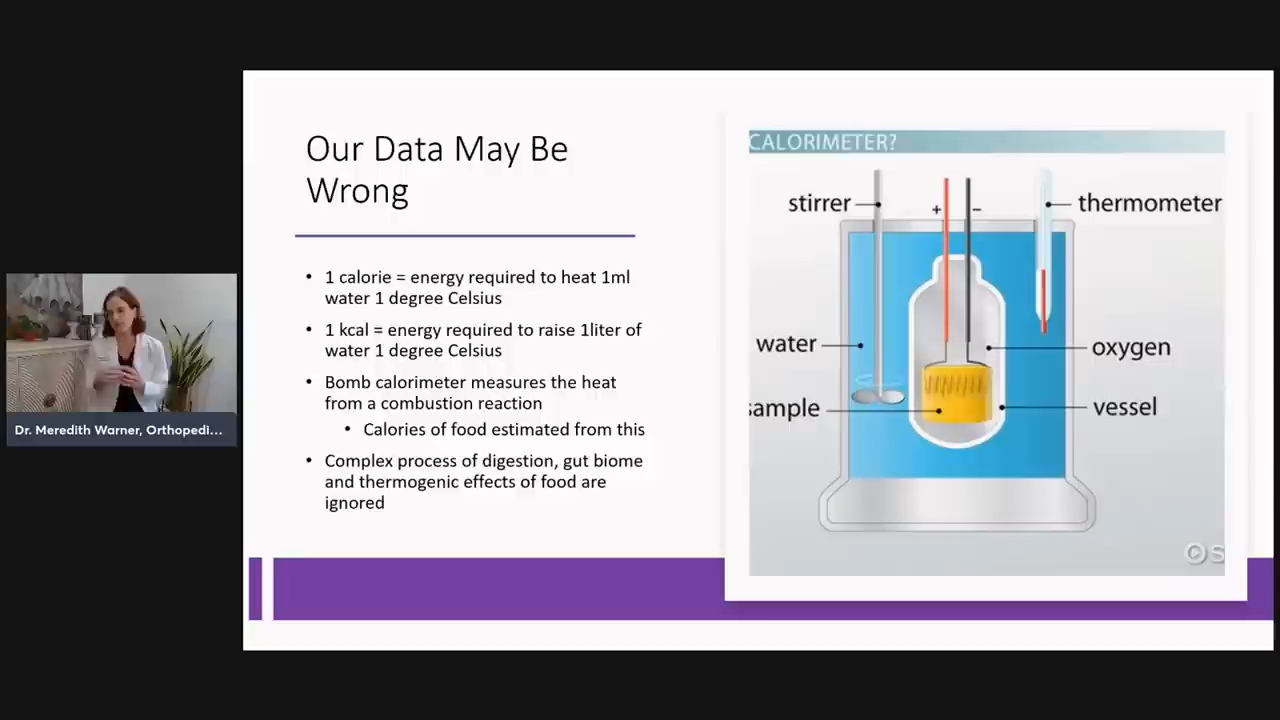 Our Data May Be
Wrong
• 1 calorie = energy required to heat 1ml
water 1 degree Celsius
• 1 kcal = energy required to raise 1liter of
water 1 degree Celsius
• Bomb calorimeter measures the heat
from a combustion reaction
• Calories of food estimated from this
• Complex process of digestion, gut biome
and thermogenic effects of food are
ignored
CALORIMETER?
stirrer
+
−
thermometer
water
oxygen
sample
vessel
S
Dr. Meredith Warner, Orthopedi...